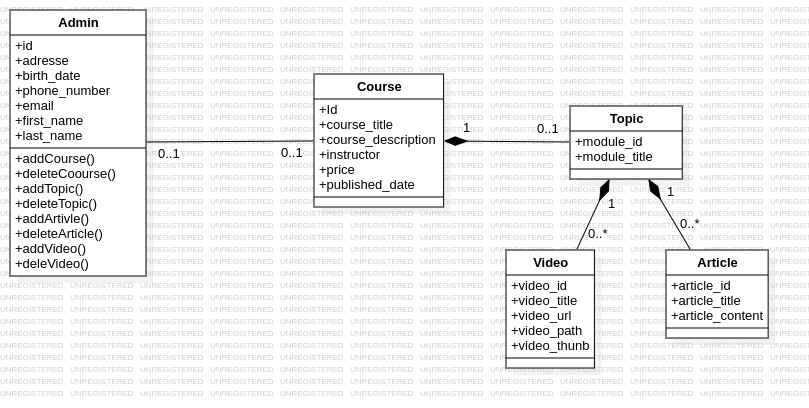 Admin
+id
+adresse
+birth_date
+phone_number
+email
+first_name
+last_name
+addCourse()
+deleteCoourse()
+addTopic()
+deleteTopic()
+addArtivle()
+deleteArticle()
+addVideo()
+deleVideo()
0..1
0..1
Course
+Id
+course_title
+course_description
+instructor
+price
+published_date
1
0..1
Topic
+module_id
+module_title
1
0..*
1
0..*
Video
+video_id
+video_title
+video_url
+video_path
+video_thunb
Article
+article_id
+article_title
+article_content
UNREGISTERED